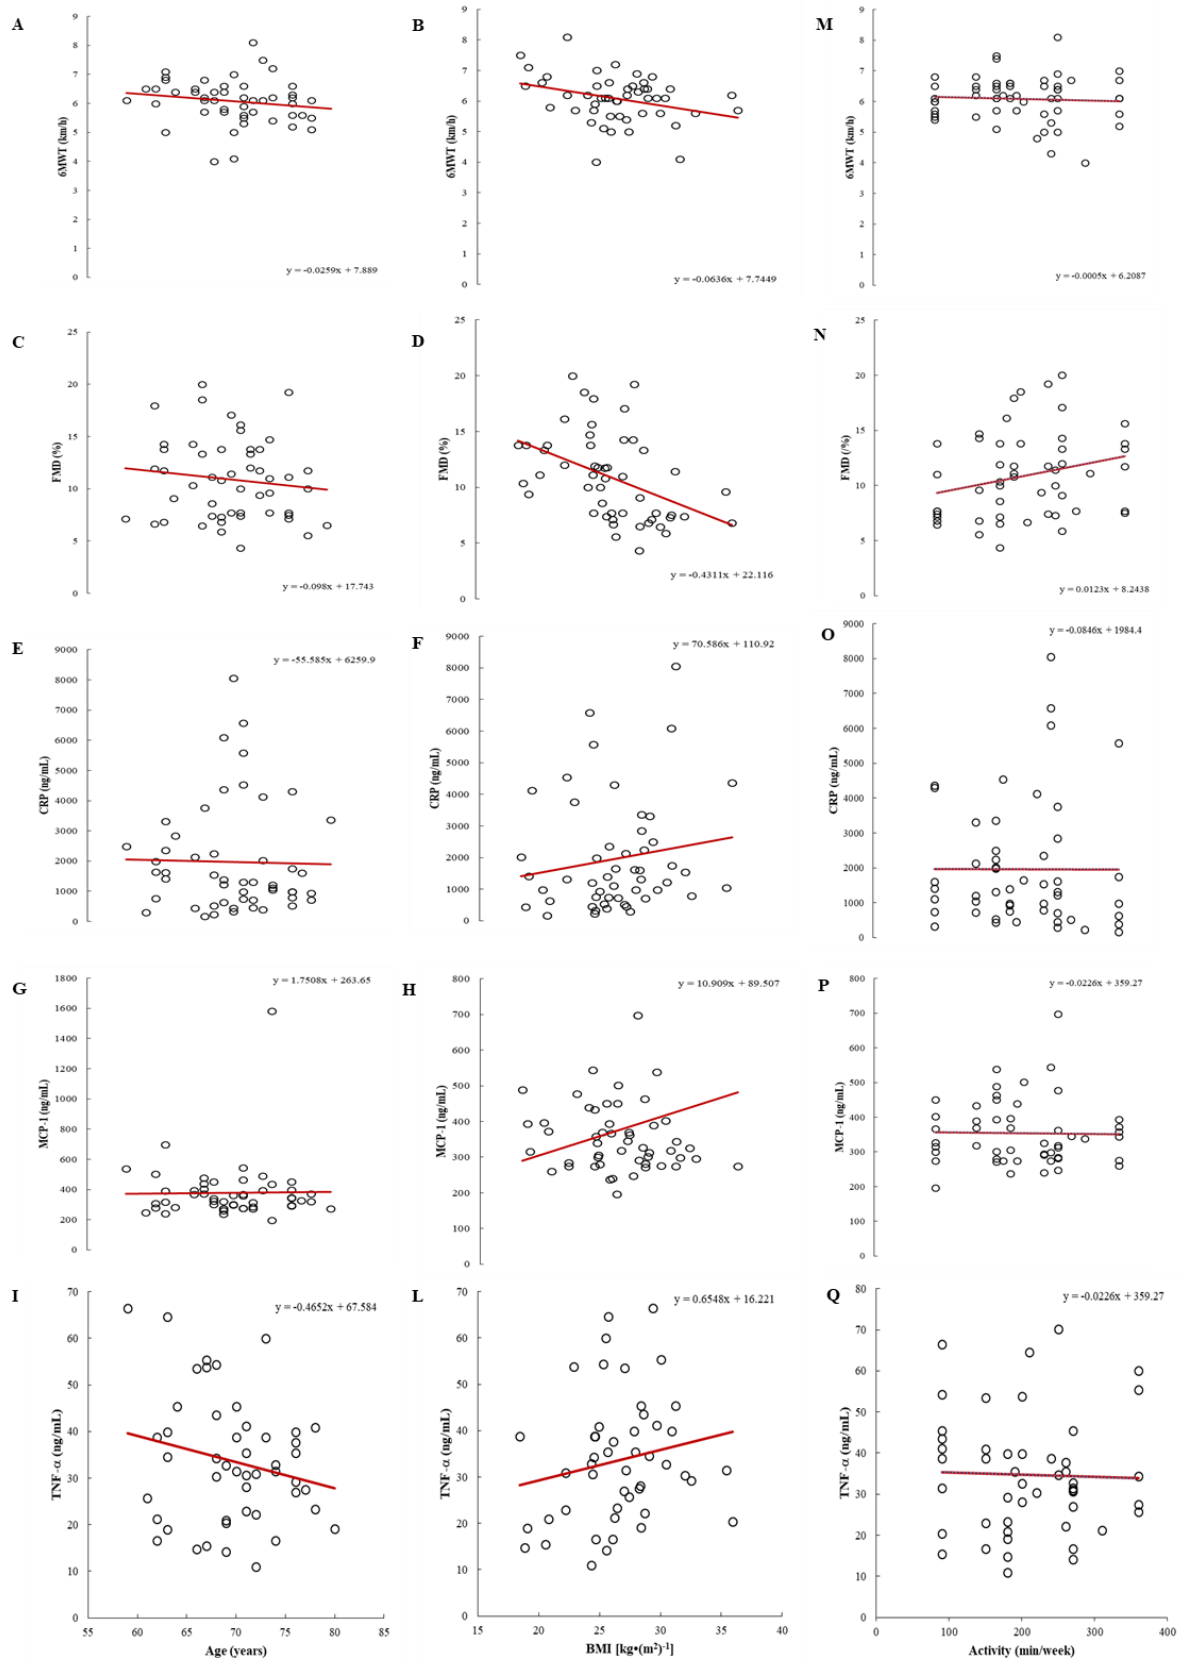 A
9
8
7
6
5
4
3
2
1
0
6MWT (km/h)
y = -0.0259x + 7.889
B
9
8
7
6
5
4
3
2
1
0
6MWT (km/h)
y = -0.0636x + 7.7449
M
9
8
7
6
5
4
3
2
1
0
6MWT (km/h)
y = -0.0005x + 6.2087
C
25
20
15
10
5
0
FMD (%)
y = -0.098x + 17.743
D
25
20
15
10
5
0
FMD (%)
y = -0.4311x + 22.116
N
25
20
15
10
5
0
FMD (/%)
y = 0.0123x + 8.2438
E
9000
8000
7000
6000
5000
4000
3000
2000
1000
0
CRP (ng/mL)
y = -55.585x + 6259.9
F
9000
8000
7000
6000
5000
4000
3000
2000
1000
0
CRP (ng/mL)
y = 70.586x + 110.92
O
9000
8000
7000
6000
5000
4000
3000
2000
1000
0
CRP (ng/mL)
y = -0.0846x + 1984.4
G
1800
1600
1400
1200
1000
800
600
400
200
0
MCP-1 (ng/mL)
y = 1.7508x + 263.65
H
800
700
600
500
400
300
200
100
0
MCP-1 (ng/mL)
y = 10.909x + 89.507
P
800
700
600
500
400
300
200
100
0
MCP-1 (ng/mL)
y = -0.0226x + 359.27
I
70
60
50
40
30
20
10
0
TNF-α (ng/mL)
y = -0.4652x + 67.584
55 60 65 70 75 80 85
Age (years)
L
70
60
50
40
30
20
10
0
TNF-α (ng/mL)
y = 0.6548x + 16.221
15 20 25 30 35 40
BMI [kg•(m²)⁻¹]
Q
80
70
60
50
40
30
20
10
0
TNF-α (ng/mL)
y = -0.0226x + 359.27
0 100 200 300 400
Activity (min/week)